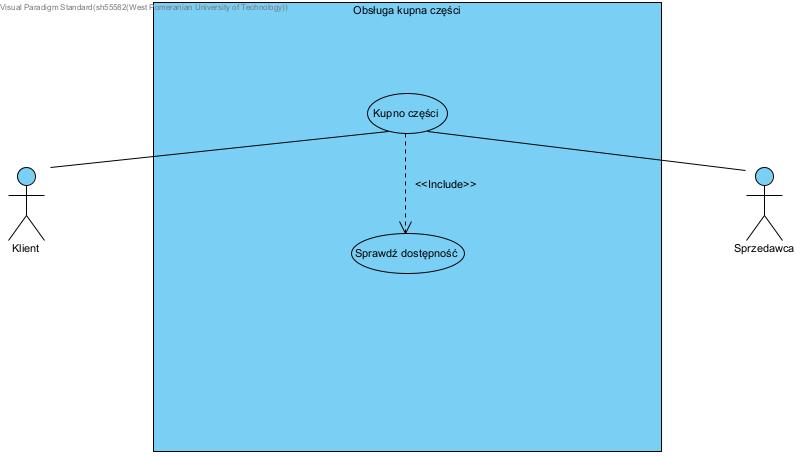 Visual Paradigm Standard(sh55582(West Pomeranian University of Technology))
Obsługa kupna części
Kupno części
<<Include>>
Klient
Sprzedawca
Sprawdź dostępność